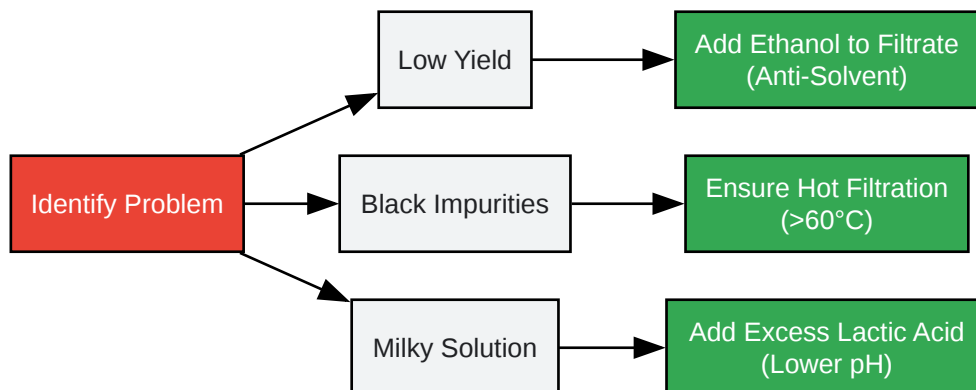 Low Yield
Add Ethanol to Filtrate
(Anti-Solvent)
Identify Problem
Black Impurities
Ensure Hot Filtration
(>60°C)
Milky Solution
Add Excess Lactic Acid
(Lower pH)